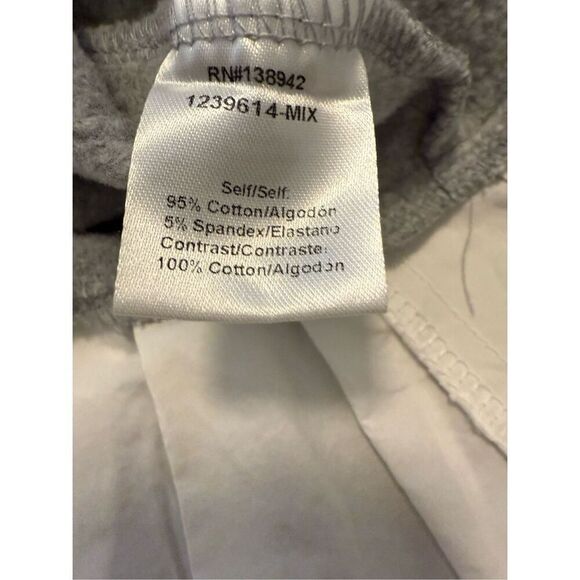 RN#138942
1239614-MIX
Self/Self:
95% Cotton/Algodón
5% Spandex/Elastano
Contrast/Contraste:
100% Cotton/Algodón